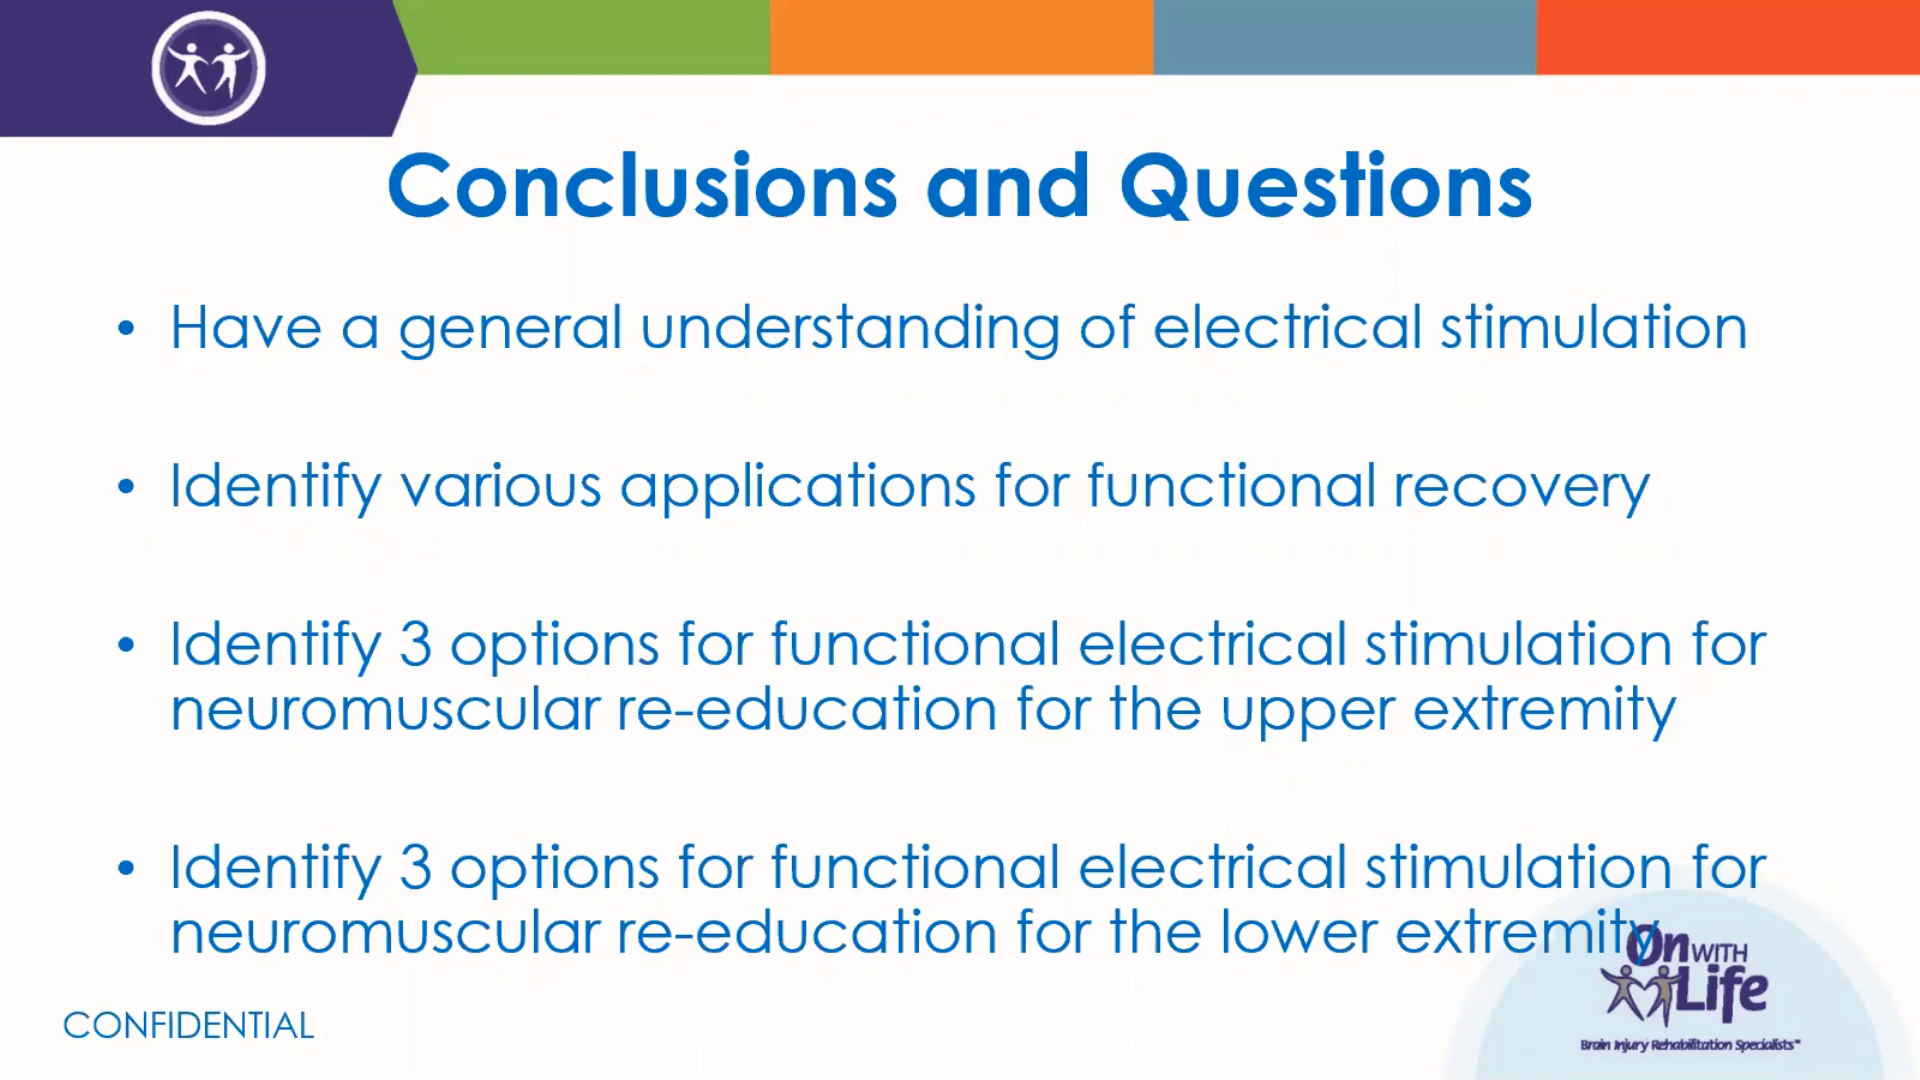 Conclusions and Questions
• Have a general understanding of electrical stimulation
• Identify various applications for functional recovery
• Identify 3 options for functional electrical stimulation for
neuromuscular re-education for the upper extremity
• Identify 3 options for functional electrical stimulation for
neuromuscular re-education for the lower extremity
On WITH
Life
CONFIDENTIAL
Brain Injury Rehabilitation Specialists™